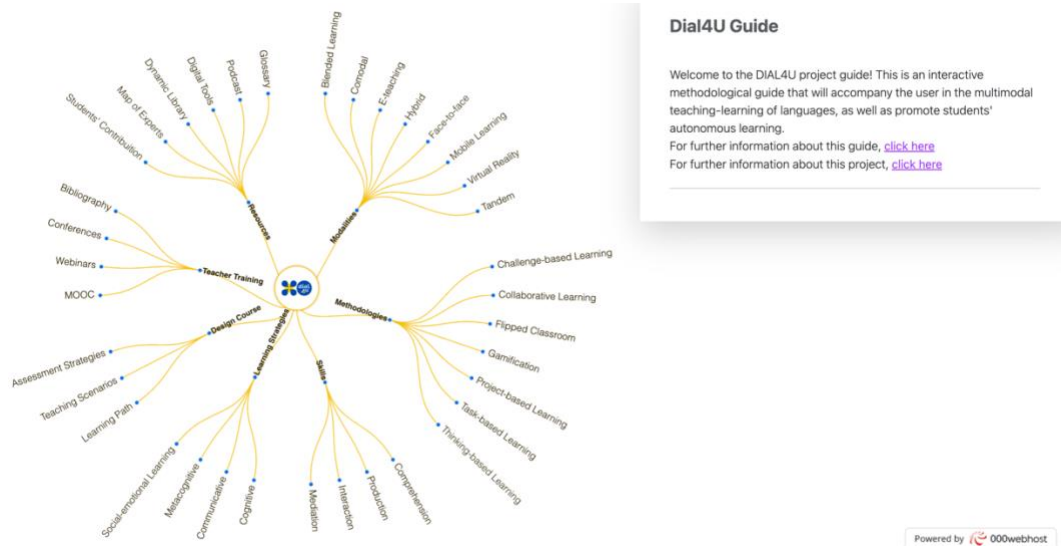 Dial4U Guide
Welcome to the DIAL4U project guide! This is an interactive
methodological guide that will accompany the user in the multimodal
teaching-learning of languages, as well as promote students'
autonomous learning.
For further information about this guide, click here
For further information about this project, click here
Resources
Students' Contribuition
Map of Experts
Dynamic Library
Digital Tools
Podcast
Glossary
Modalities
Blended Learning
Comodal
E-teaching
Hybrid
Face-to-face
Mobile Learning
Virtual Reality
Tandem
Methodologies
Challenge-based Learning
Collaborative Learning
Flipped Classroom
Gamification
Project-based Learning
Task-based Learning
Thinking-based Learning
Skills
Comprehension
Production
Interaction
Mediation
Learning Strategies
Cognitive
Communicative
Metacognitive
Social-emotional Learning
Design Course
Learning Path
Teaching Scenarios
Assessment Strategies
Teacher Training
MOOC
Webinars
Conferences
Bibliography
Powered by 000webhost